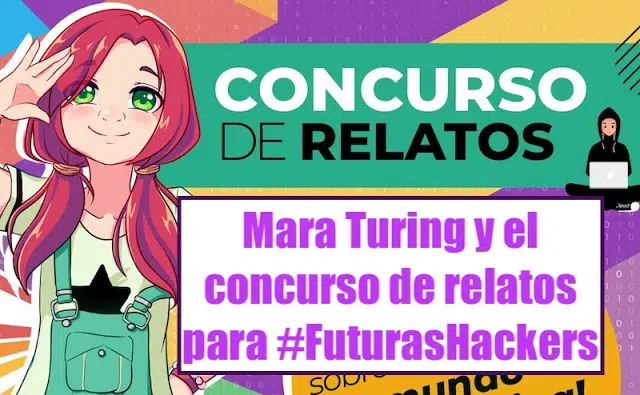 CONCURSO
DE RELATOS
Mara Turing y el
concurso de relatos
para #FuturasHackers